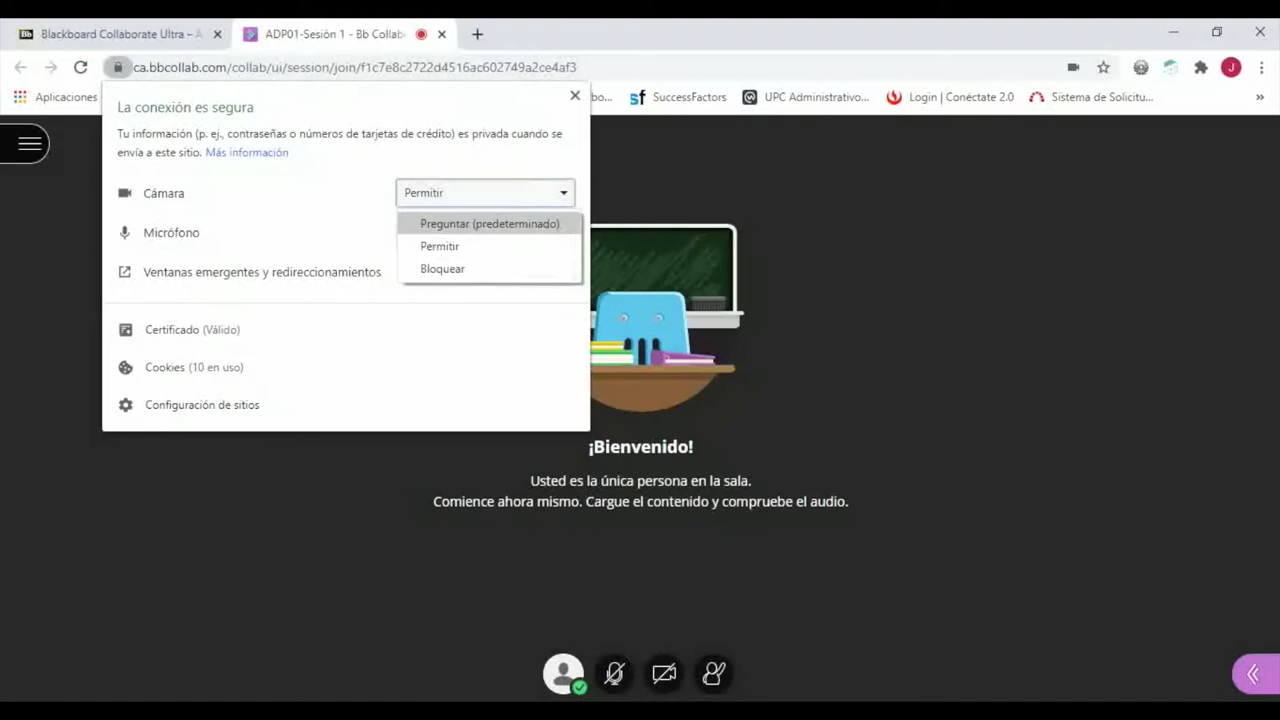 Bb Blackboard Collaborate Ultra – A
ADP01-Sesión 1 - Bb Collab
ca.bbcollab.com/collab/ui/session/join/f1c7e8c2722d4516ac602749a2ce4af3
J
Aplicaciones
bo...
sf SuccessFactors
UPC Administrativo...
Login | Conéctate 2.0
Sistema de Solicitu...
»
La conexión es segura
Tu información (p. ej., contraseñas o números de tarjetas de crédito) es privada cuando se
envía a este sitio. Más información
Cámara
Permitir
Preguntar (predeterminado)
Micrófono
Permitir
Bloquear
Ventanas emergentes y redireccionamientos
Certificado (Válido)
Cookies (10 en uso)
Configuración de sitios
¡Bienvenido!
Usted es la única persona en la sala.
Comience ahora mismo. Cargue el contenido y compruebe el audio.